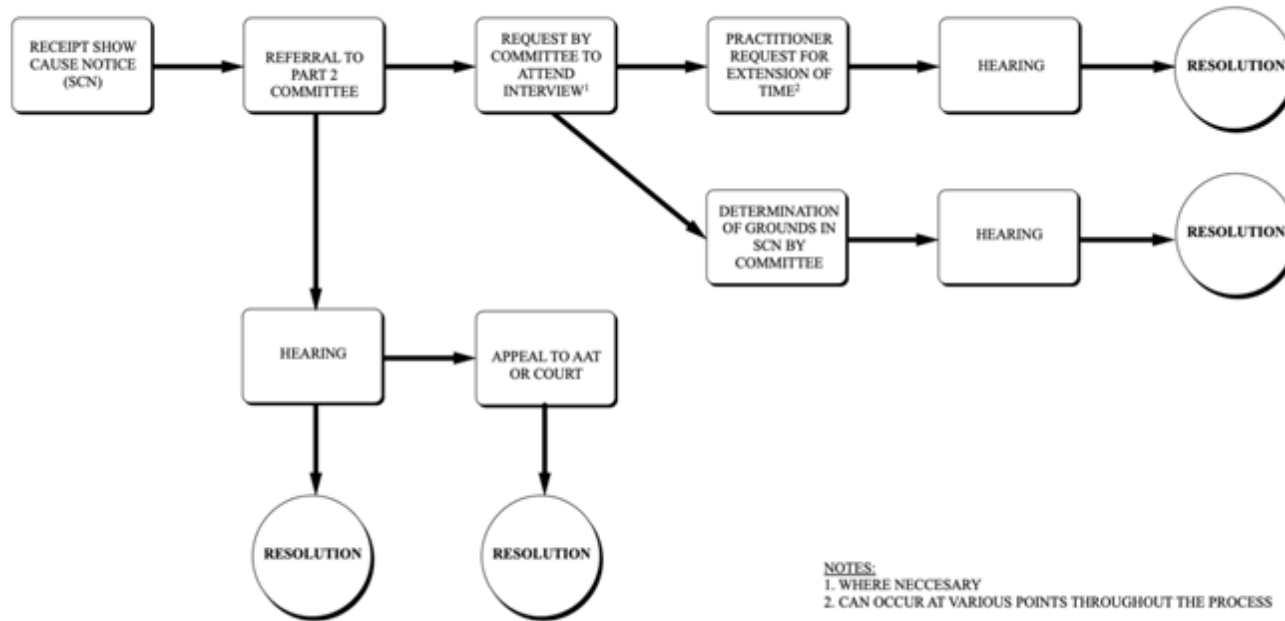 RECEIPT SHOW
CAUSE NOTICE
(SCN)
REFERRAL TO
PART 2
COMMITTEE
REQUEST BY
COMMITTEE TO
ATTEND
INTERVIEW¹
PRACTITIONER
REQUEST FOR
EXTENSION OF
TIME²
HEARING
RESOLUTION
DETERMINATION
OF GROUNDS IN
SCN BY
COMMITTEE
HEARING
RESOLUTION
HEARING
APPEAL TO AAT
OR COURT
RESOLUTION
RESOLUTION
NOTES:
1. WHERE NECCESARY
2. CAN OCCUR AT VARIOUS POINTS THROUGHOUT THE PROCESS